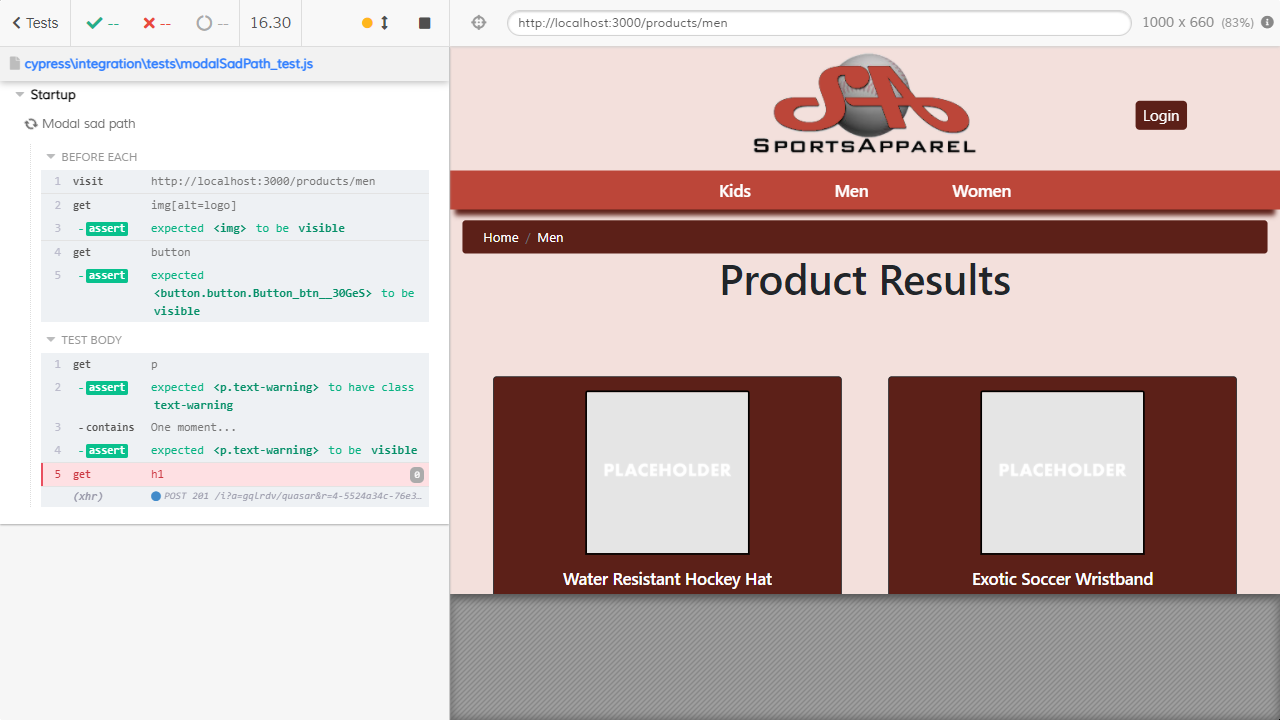 Tests
--
--
--
16.30
http://localhost:3000/products/men
1000 x 660 (83%)
cypress\integration\tests\modalSadPath_test.js
Startup
Modal sad path
BEFORE EACH
1 visit http://localhost:3000/products/men
2 get img[alt=logo]
3 -assert expected <img> to be visible
4 get button
5 -assert expected
<button.button.Button_btn__30GeS> to be
visible
TEST BODY
1 get p
2 -assert expected <p.text-warning> to have class
text-warning
3 -contains One moment...
4 -assert expected <p.text-warning> to be visible
5 get h1 0
(xhr) POST 201 /i?a=gqlrdv/quasar&r=4-5524a34c-76e3…
SA
SPORTSAPPAREL
Login
Kids Men Women
Home / Men
Product Results
PLACEHOLDER
Water Resistant Hockey Hat
PLACEHOLDER
Exotic Soccer Wristband